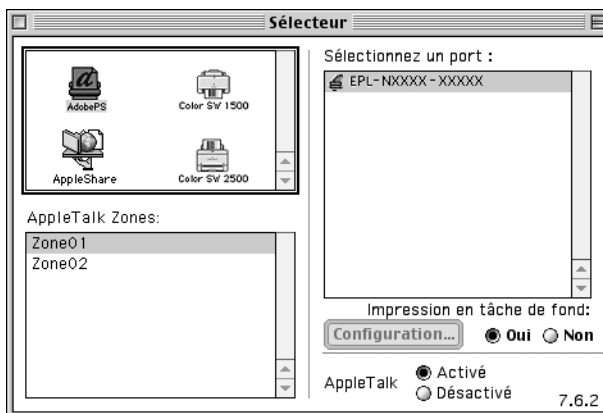 Sélecteur
AdobePS
Color SW 1500
AppleShare
Color SW 2500
AppleTalk Zones:
Zone01
Zone02
Sélectionnez un port :
EPL-NXXXX-XXXXX
Impression en tâche de fond:
Configuration... Oui Non
AppleTalk Activé
Désactivé
7.6.2